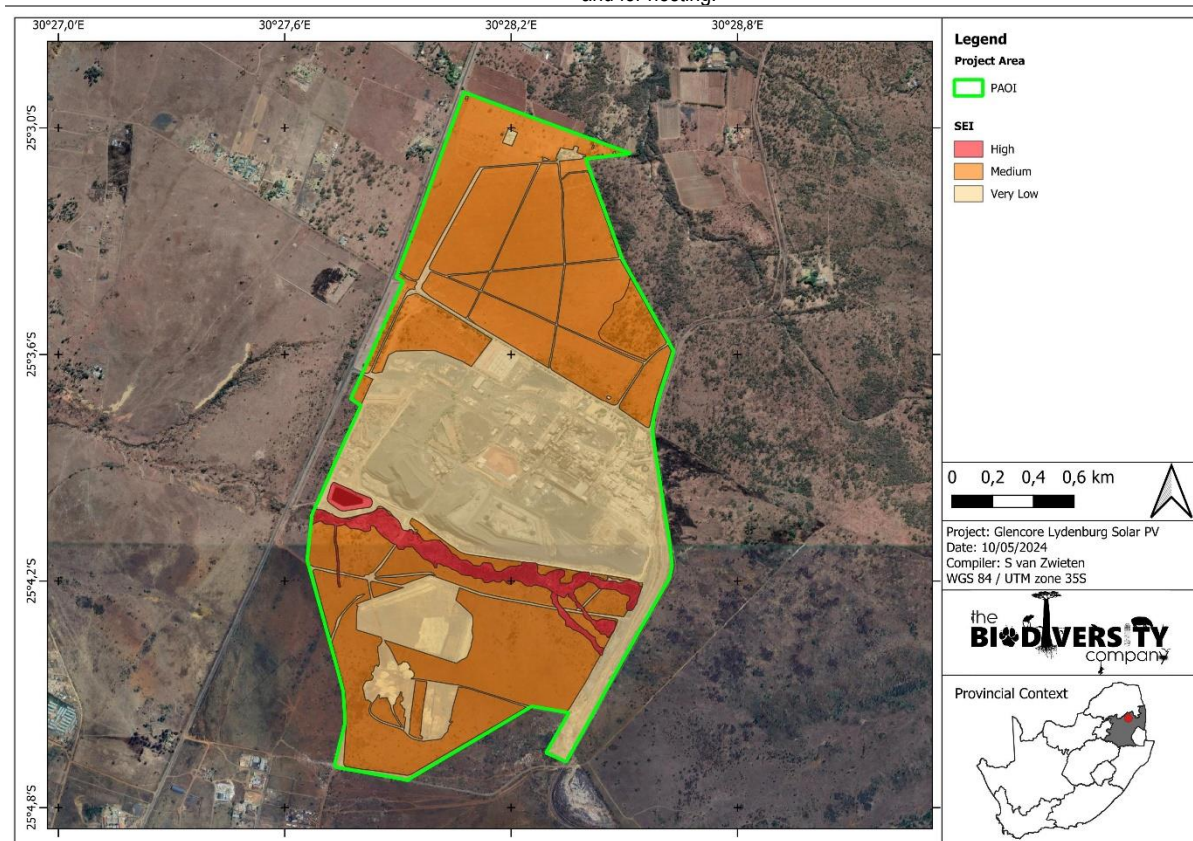 and for nesting.
30°27,0'E 30°27,6'E 30°28,2'E 30°28,8'E
25°3,0'S
25°3,6'S
25°4,2'S
25°4,8'S
Legend
Project Area
PAOI
SEI
High
Medium
Very Low
0 0,2 0,4 0,6 km
Project: Glencore Lydenburg Solar PV
Date: 10/05/2024
Compiler: S van Zwieten
WGS 84 / UTM zone 35S
the
BIODIVERSITY
company
Provincial Context